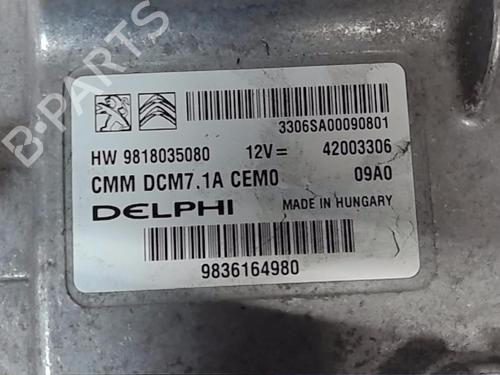 B-PARTS
3306SA00090801
HW 9818035080 12V= 42003306
CMM DCM7.1A CEM0 09A0
DELPHI MADE IN HUNGARY
9836164980